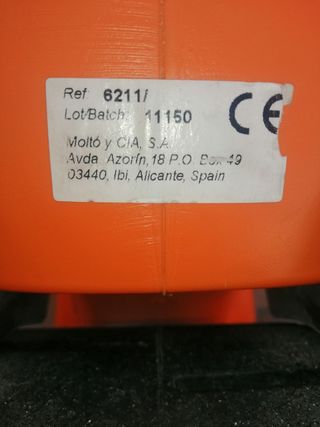 Ref: 6211/
Lot/Batch: 11150
CE
Moltó y CIA, S.A.
Avda. Azorín, 18 P.O. Box 49
03440, Ibi, Alicante, Spain